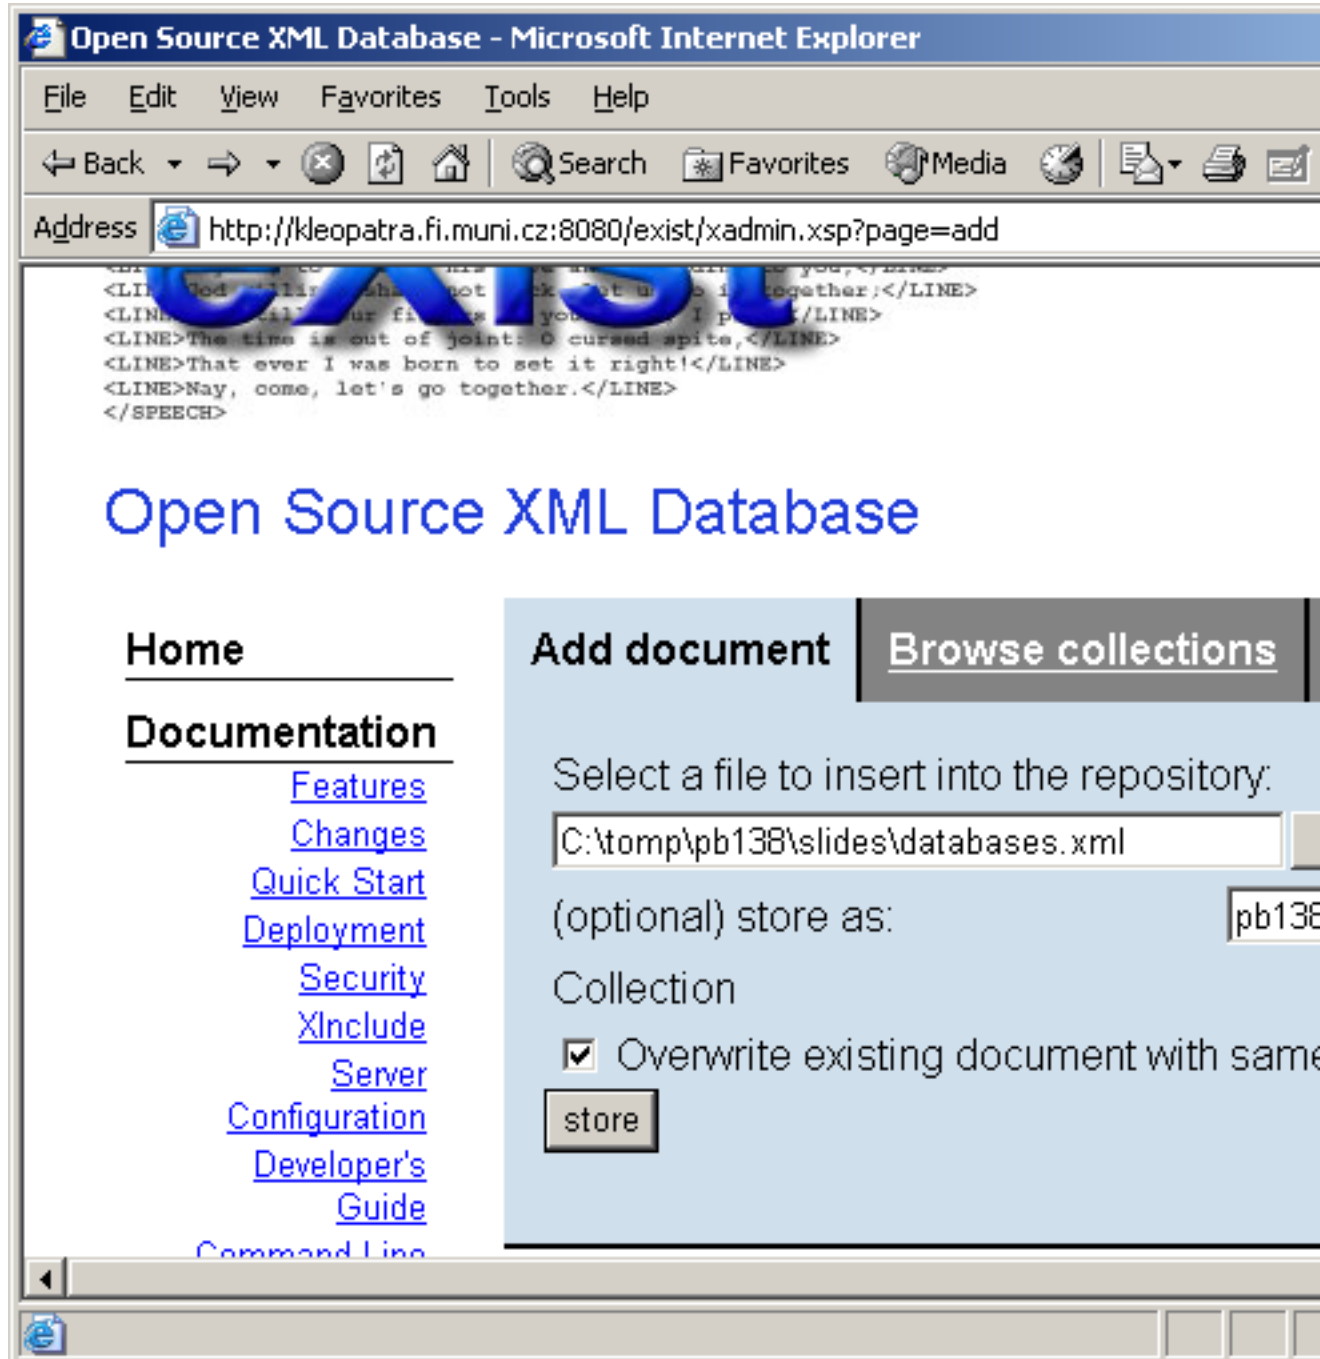 Open Source XML Database - Microsoft Internet Explorer
File Edit View Favorites Tools Help
Back Search Favorites Media
Address http://kleopatra.fi.muni.cz:8080/exist/xadmin.xsp?page=add
exist
<LINE>The time is out of joint: O cursed spite,</LINE>
<LINE>That ever I was born to set it right!</LINE>
<LINE>Nay, come, let's go together.</LINE>
</SPEECH>
Open Source XML Database
Home
Documentation
Features
Changes
Quick Start
Deployment
Security
XInclude
Server
Configuration
Developer's
Guide
Command Line
Add document Browse collections
Select a file to insert into the repository:
C:\tomp\pb138\slides\databases.xml
(optional) store as: pb138
Collection
Overwrite existing document with same
store